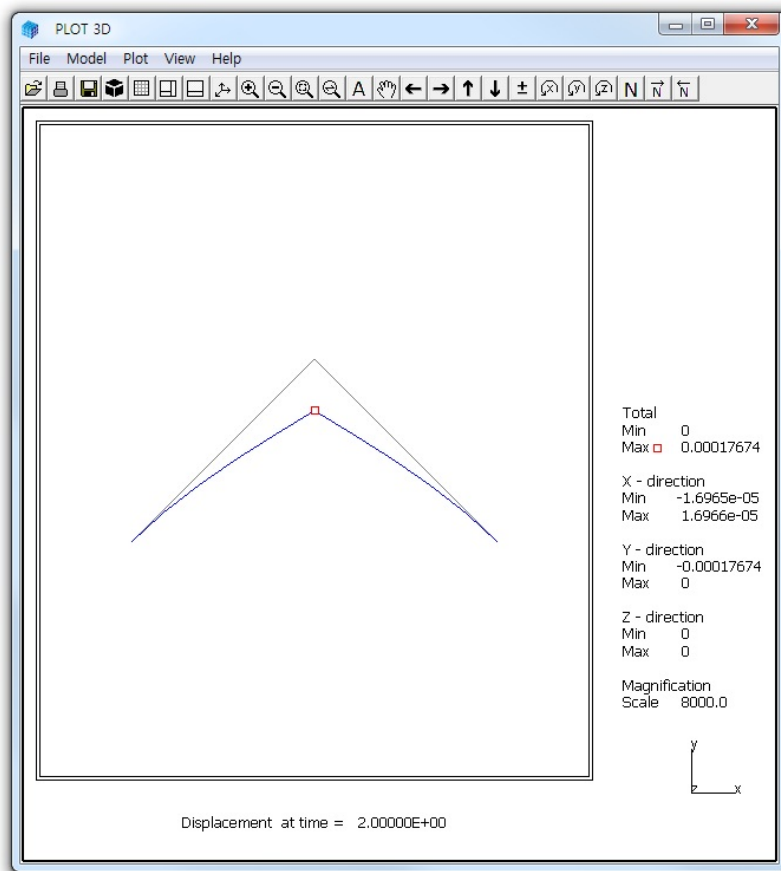 PLOT 3D
File Model Plot View Help
A ± x y z N N N
Total
Min 0
Max 0.00017674
X - direction
Min -1.6965e-05
Max 1.6966e-05
Y - direction
Min -0.00017674
Max 0
Z - direction
Min 0
Max 0
Magnification
Scale 8000.0
y
z x
Displacement at time = 2.00000E+00